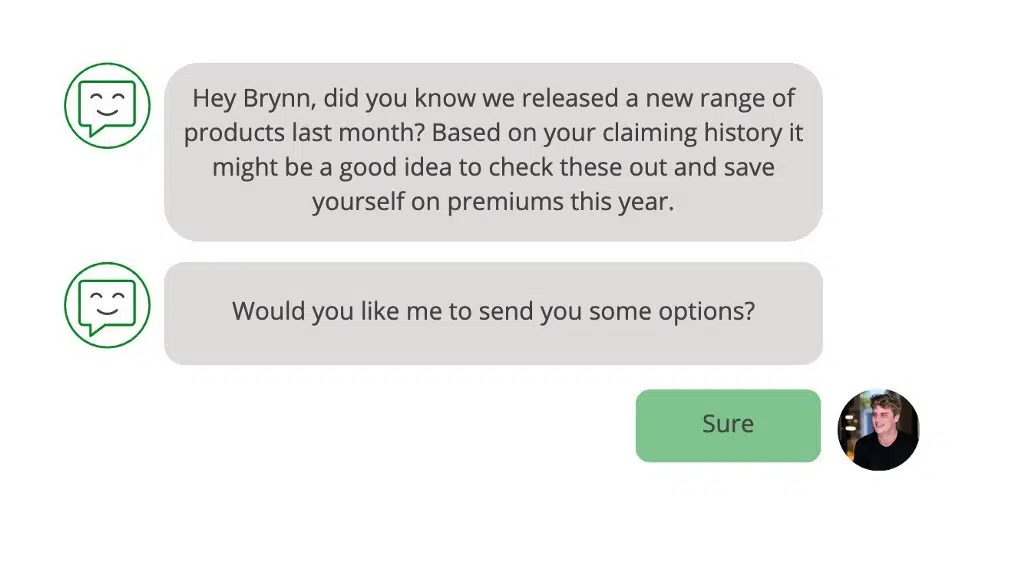 Hey Brynn, did you know we released a new range of
products last month? Based on your claiming history it
might be a good idea to check these out and save
yourself on premiums this year.
Would you like me to send you some options?
Sure